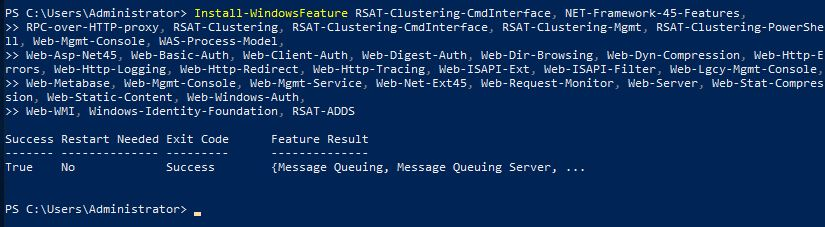 PS C:\Users\Administrator> Install-WindowsFeature RSAT-Clustering-CmdInterface, NET-Framework-45-Features,
>> RPC-over-HTTP-proxy, RSAT-Clustering, RSAT-Clustering-CmdInterface, RSAT-Clustering-Mgmt, RSAT-Clustering-PowerShe
ll, Web-Mgmt-Console, WAS-Process-Model,
>> Web-Asp-Net45, Web-Basic-Auth, Web-Client-Auth, Web-Digest-Auth, Web-Dir-Browsing, Web-Dyn-Compression, Web-Http-E
rrors, Web-Http-Logging, Web-Http-Redirect, Web-Http-Tracing, Web-ISAPI-Ext, Web-ISAPI-Filter, Web-Lgcy-Mgmt-Console,
>> Web-Metabase, Web-Mgmt-Console, Web-Mgmt-Service, Web-Net-Ext45, Web-Request-Monitor, Web-Server, Web-Stat-Compres
sion, Web-Static-Content, Web-Windows-Auth,
>> Web-WMI, Windows-Identity-Foundation, RSAT-ADDS
Success Restart Needed Exit Code      Feature Result
------- -------------- ---------      --------------
True    No             Success        {Message Queuing, Message Queuing Server, ...
PS C:\Users\Administrator>